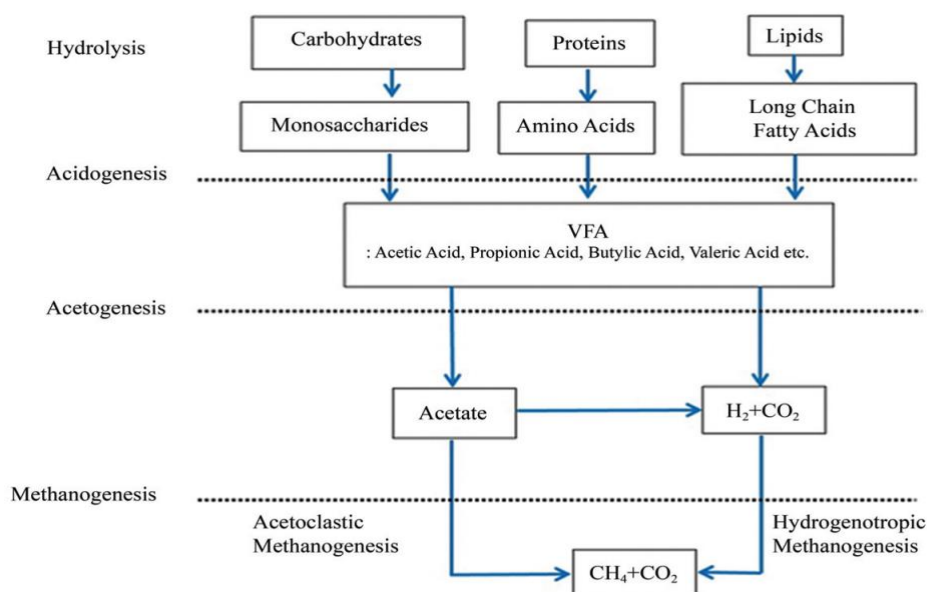 Hydrolysis
Carbohydrates
Proteins
Lipids
Monosaccharides
Amino Acids
Long Chain
Fatty Acids
Acidogenesis
VFA
: Acetic Acid, Propionic Acid, Butylic Acid, Valeric Acid etc.
Acetogenesis
Acetate
H₂+CO₂
Methanogenesis
Acetoclastic
Methanogenesis
Hydrogenotropic
Methanogenesis
CH₄+CO₂